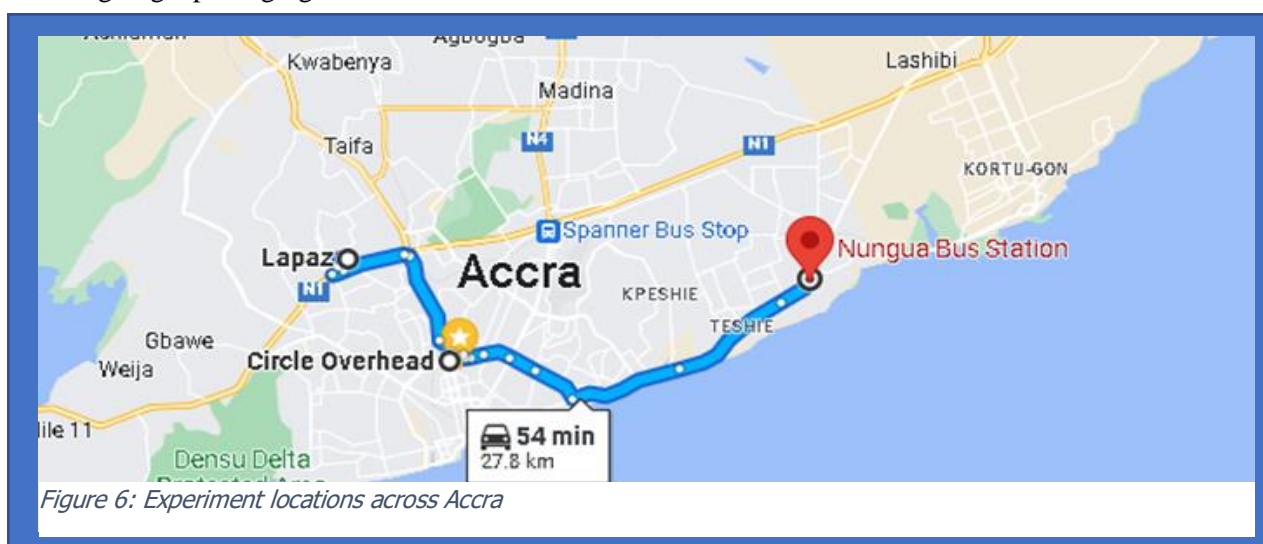 Agbogba
Kwabenya
Lashibi
Madina
Taifa
N4
N1
KORTU-GON
Spanner Bus Stop
Lapaz
Nungua Bus Station
Accra
N1
KPESHIE
TESHIE
Gbawe
Circle Overhead
Weija
54 min
27.8 km
Densu Delta
Figure 6: Experiment locations across Accra